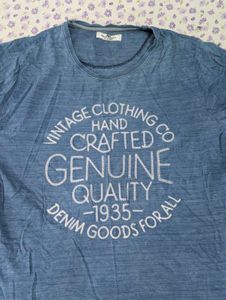 VINTAGE CLOTHING CO
HAND
CRAFTED
GENUINE
QUALITY
-1935-
DENIM GOODS FOR ALL